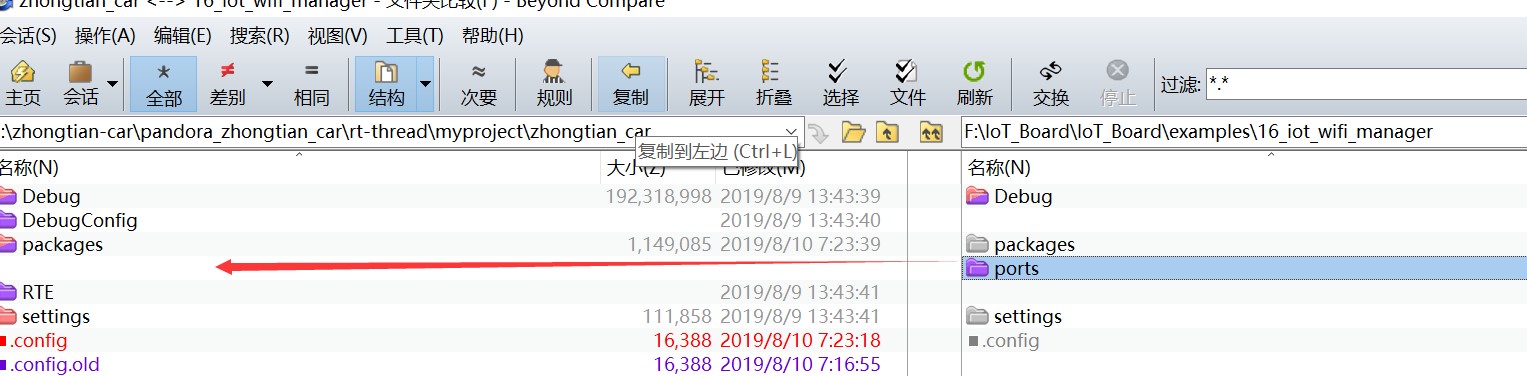 zhongtian_car <--> 16_iot_wifi_manager - 文件夹比较(F) - Beyond Compare
会话(S) 操作(A) 编辑(E) 搜索(R) 视图(V) 工具(T) 帮助(H)
主页 会话 全部 差别 相同 结构 次要 规则 复制 展开 折叠 选择 文件 刷新 交换 停止 过滤: *.*
:\zhongtian-car\pandora_zhongtian_car\rt-thread\myproject\zhongtian_car F:\IoT_Board\IoT_Board\examples\16_iot_wifi_manager
复制到左边 (Ctrl+L)
名称(N) 大小(Z) 已修改(M) 名称(N)
Debug 192,318,998 2019/8/9 13:43:39 Debug
DebugConfig 2019/8/9 13:43:40
packages 1,149,085 2019/8/10 7:23:39 packages
ports
RTE 2019/8/9 13:43:41
settings 111,858 2019/8/9 13:43:41 settings
.config 16,388 2019/8/10 7:23:18 .config
.config.old 16,388 2019/8/10 7:16:55